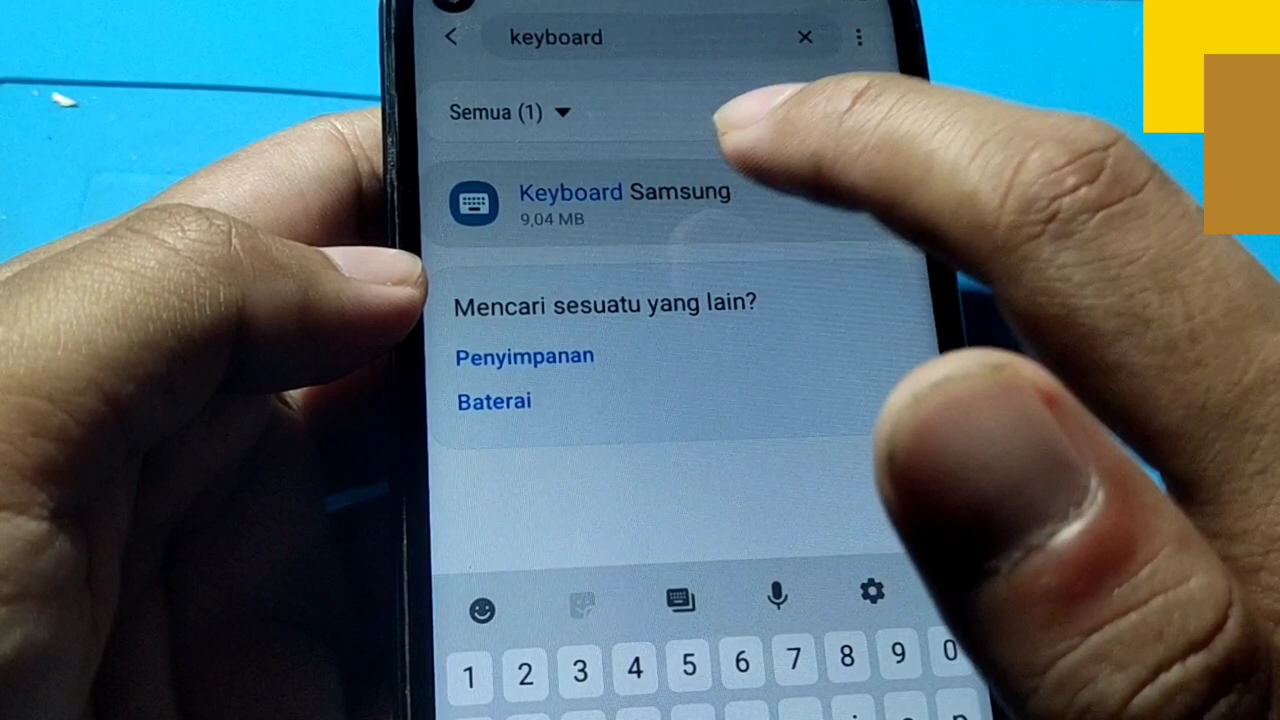 keyboard
Semua (1)
Keyboard Samsung
9,04 MB
Mencari sesuatu yang lain?
Penyimpanan
Baterai
1 2 3 4 5 6 7 8 9 0